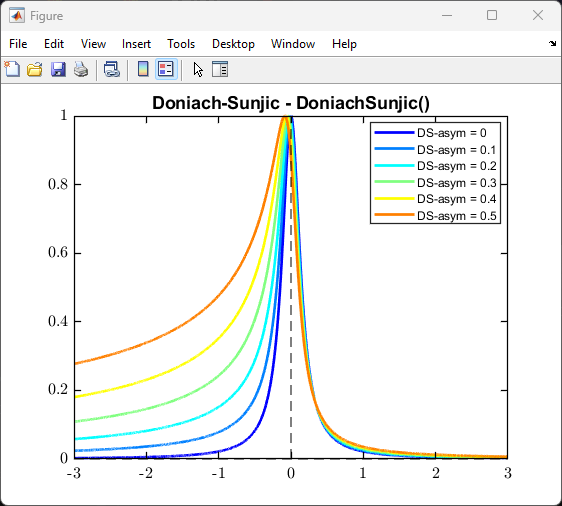 Figure
File Edit View Insert Tools Desktop Window Help
Doniach-Sunjic - DoniachSunjic()
1
0.8
0.6
0.4
0.2
0
-3 -2 -1 0 1 2 3
DS-asym = 0
DS-asym = 0.1
DS-asym = 0.2
DS-asym = 0.3
DS-asym = 0.4
DS-asym = 0.5